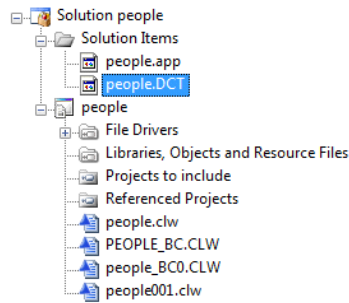 Solution people
Solution Items
people.app
people.DCT
people
File Drivers
Libraries, Objects and Resource Files
Projects to include
Referenced Projects
people.clw
PEOPLE_BC.CLW
people_BC0.CLW
people001.clw